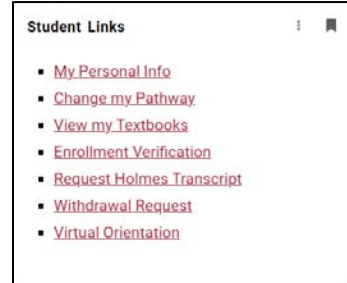 Student Links
My Personal Info
Change my Pathway
View my Textbooks
Enrollment Verification
Request Holmes Transcript
Withdrawal Request
Virtual Orientation